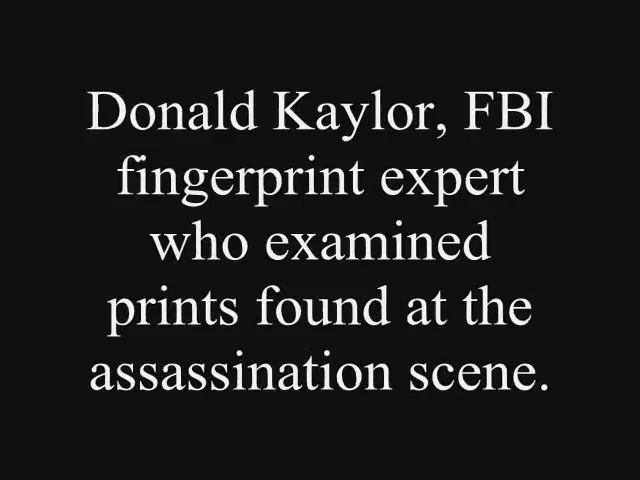 Donald Kaylor, FBI
fingerprint expert
who examined
prints found at the
assassination scene.